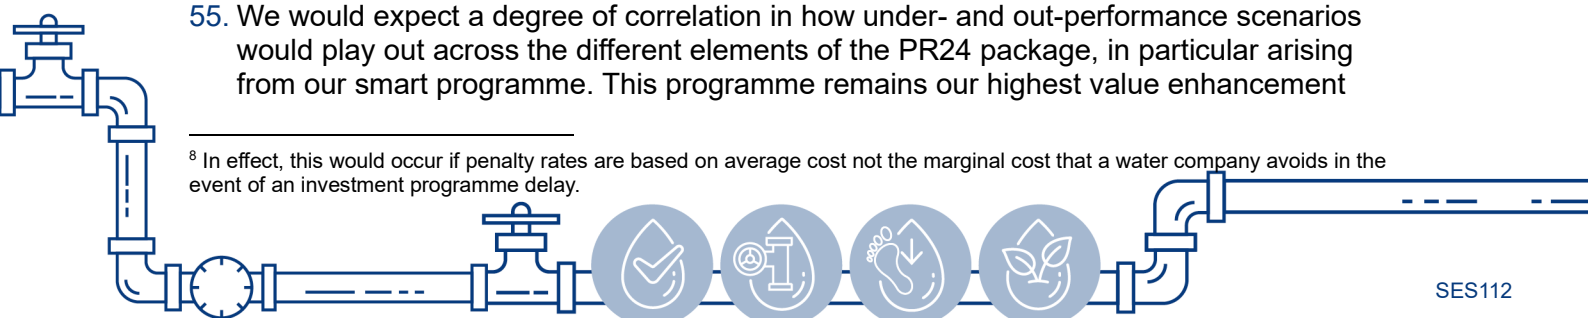 55. We would expect a degree of correlation in how under- and out-performance scenarios
would play out across the different elements of the PR24 package, in particular arising
from our smart programme. This programme remains our highest value enhancement
8 In effect, this would occur if penalty rates are based on average cost not the marginal cost that a water company avoids in the
event of an investment programme delay.
SES112